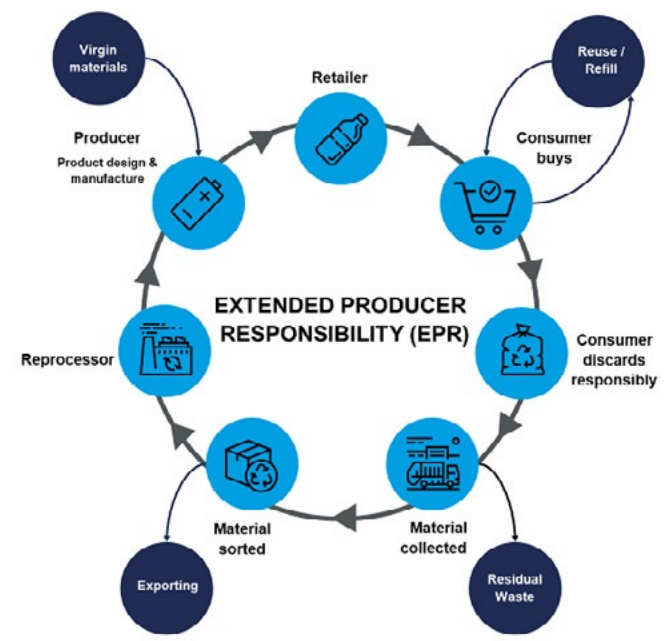 Virgin
materials
Retailer
Reuse /
Refill
Producer
Product design &
manufacture
Consumer
buys
EXTENDED PRODUCER
RESPONSIBILITY (EPR)
Reprocessor
Consumer
discards
responsibly
Material
sorted
Material
collected
Exporting
Residual
Waste